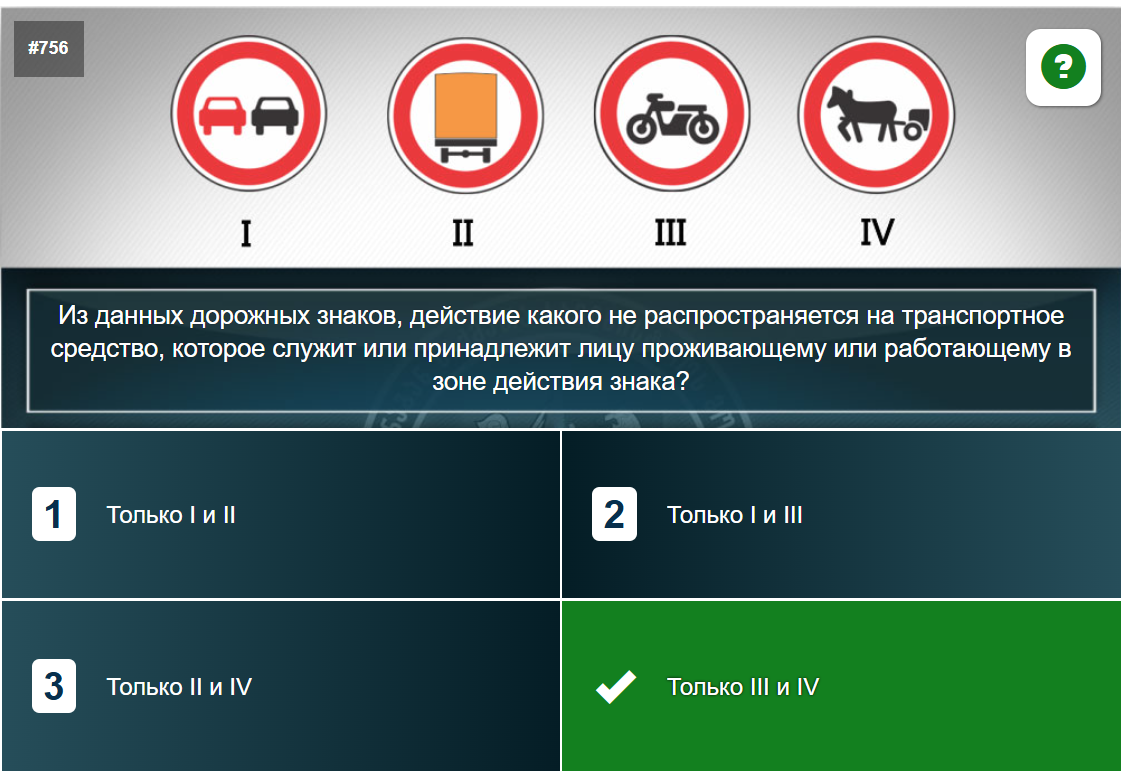 #756
?
I
II
III
IV
Из данных дорожных знаков, действие какого не распространяется на транспортное
средство, которое служит или принадлежит лицу проживающему или работающему в
зоне действия знака?
1 Только I и II
2 Только I и III
3 Только II и IV
Только III и IV